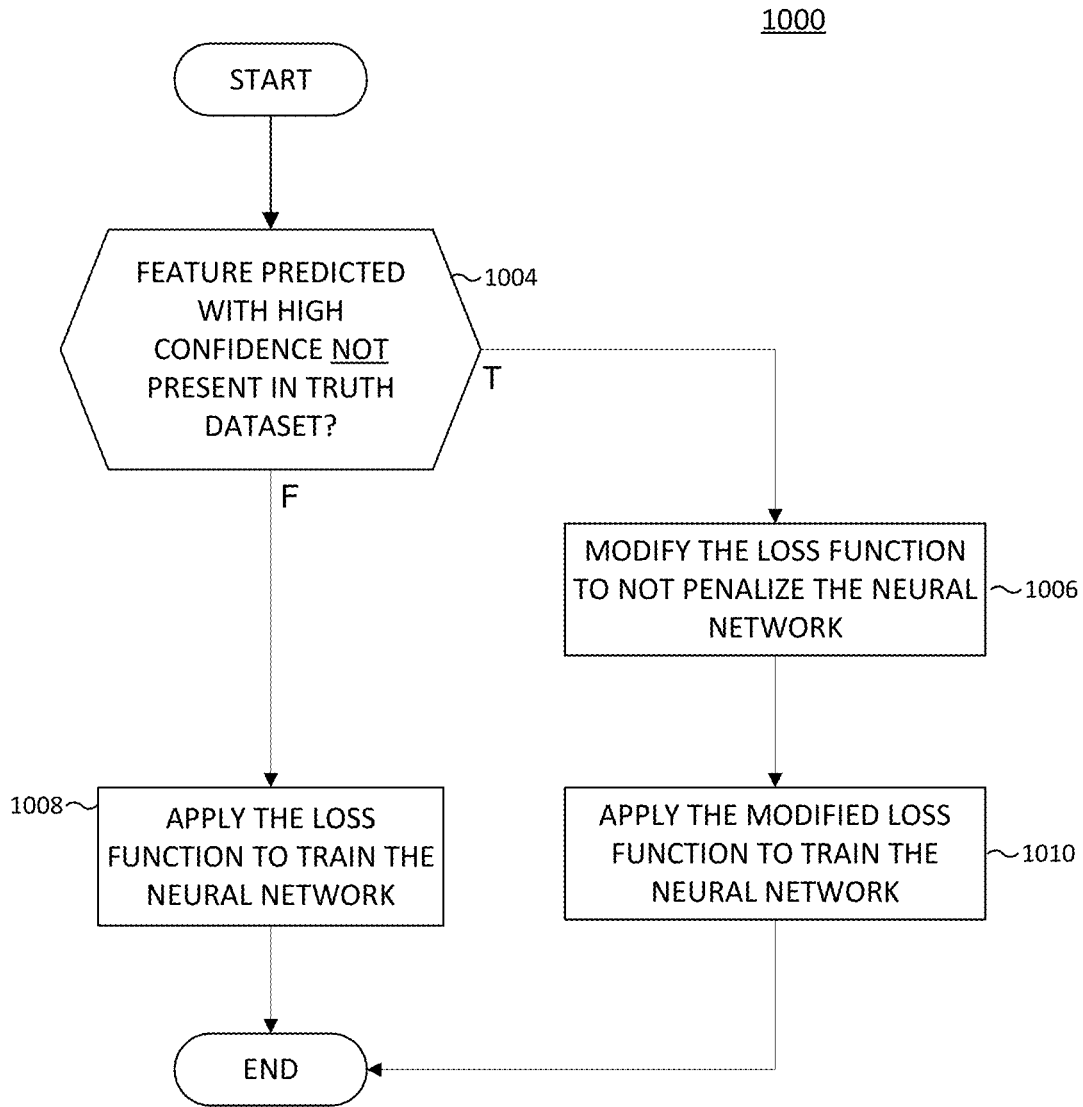 1000
START
FEATURE PREDICTED
WITH HIGH
CONFIDENCE NOT
PRESENT IN TRUTH
DATASET?
1004
T
F
MODIFY THE LOSS FUNCTION
TO NOT PENALIZE THE NEURAL
NETWORK
1006
1008
APPLY THE LOSS
FUNCTION TO TRAIN THE
NEURAL NETWORK
APPLY THE MODIFIED LOSS
FUNCTION TO TRAIN THE
NEURAL NETWORK
1010
END